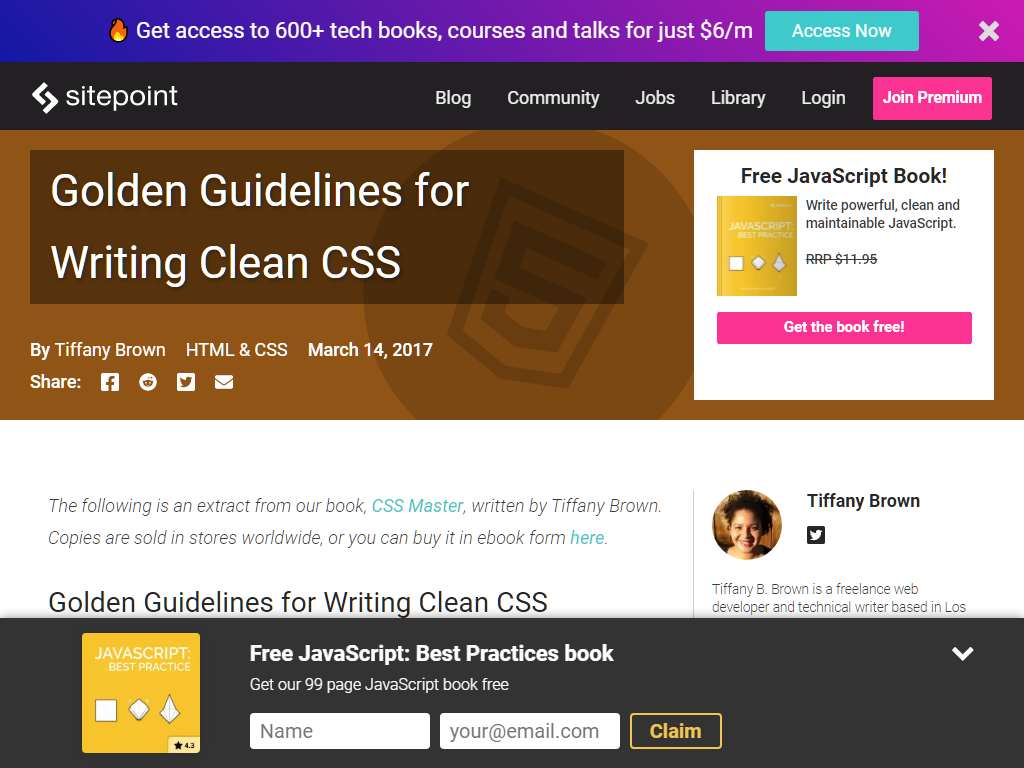 Get access to 600+ tech books, courses and talks for just $6/m
Access Now
sitepoint
Blog
Community
Jobs
Library
Login
Join Premium
Golden Guidelines for
Writing Clean CSS
By Tiffany Brown
HTML & CSS
March 14, 2017
Share:
Free JavaScript Book!
JAVASCRIPT:
BEST PRACTICE
Write powerful, clean and
maintainable JavaScript.
RRP $11.95
Get the book free!
The following is an extract from our book, CSS Master, written by Tiffany Brown.
Copies are sold in stores worldwide, or you can buy it in ebook form here.
Golden Guidelines for Writing Clean CSS
Tiffany Brown
Tiffany B. Brown is a freelance web
developer and technical writer based in Los
JAVASCRIPT:
BEST PRACTICE
4.3
Free JavaScript: Best Practices book
Get our 99 page JavaScript book free
Name
your@email.com
Claim